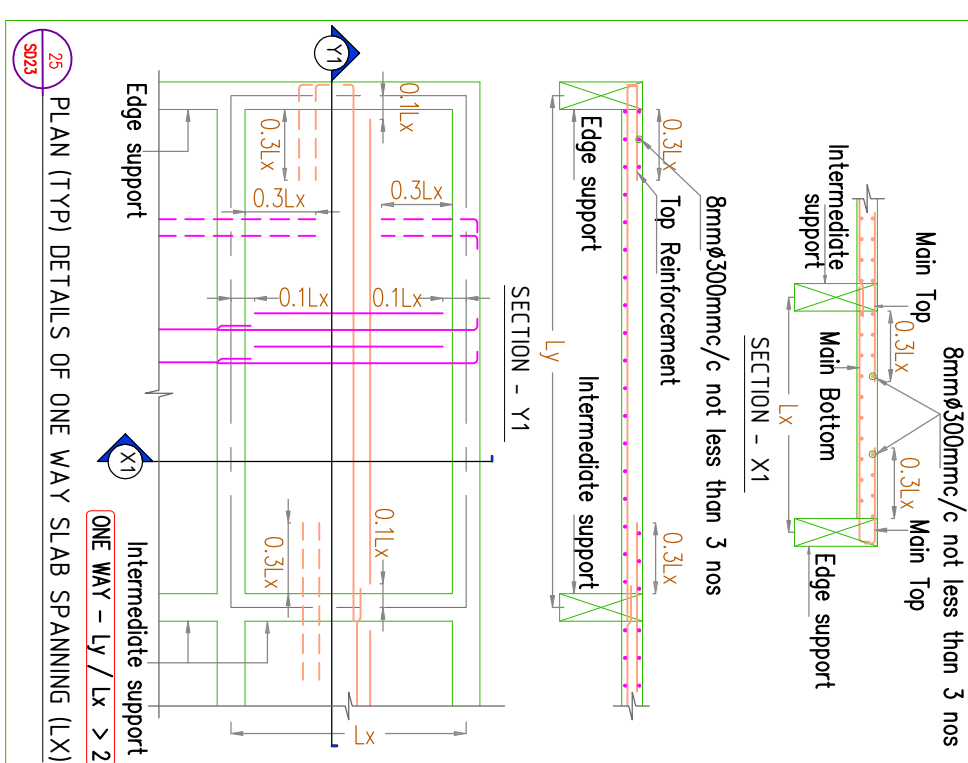 8mmø300mmc/c not less than 3 nos
Main Top
0.3Lx
0.3Lx
Main Top
Intermediate
support
Main Bottom
Edge support
Lx
SECTION - X1
8mmø300mmc/c not less than 3 nos
0.3Lx
Top Reinforcement
0.3Lx
Edge support
Intermediate support
Ly
SECTION - Y1
Y1
0.1Lx
0.3Lx
0.3Lx
0.3Lx
0.1Lx
0.1Lx
0.1Lx
0.3Lx
Lx
X1
Edge support
Intermediate support
ONE WAY - Ly / Lx > 2
25
SD23
PLAN (TYP) DETAILS OF ONE WAY SLAB SPANNING (LX)